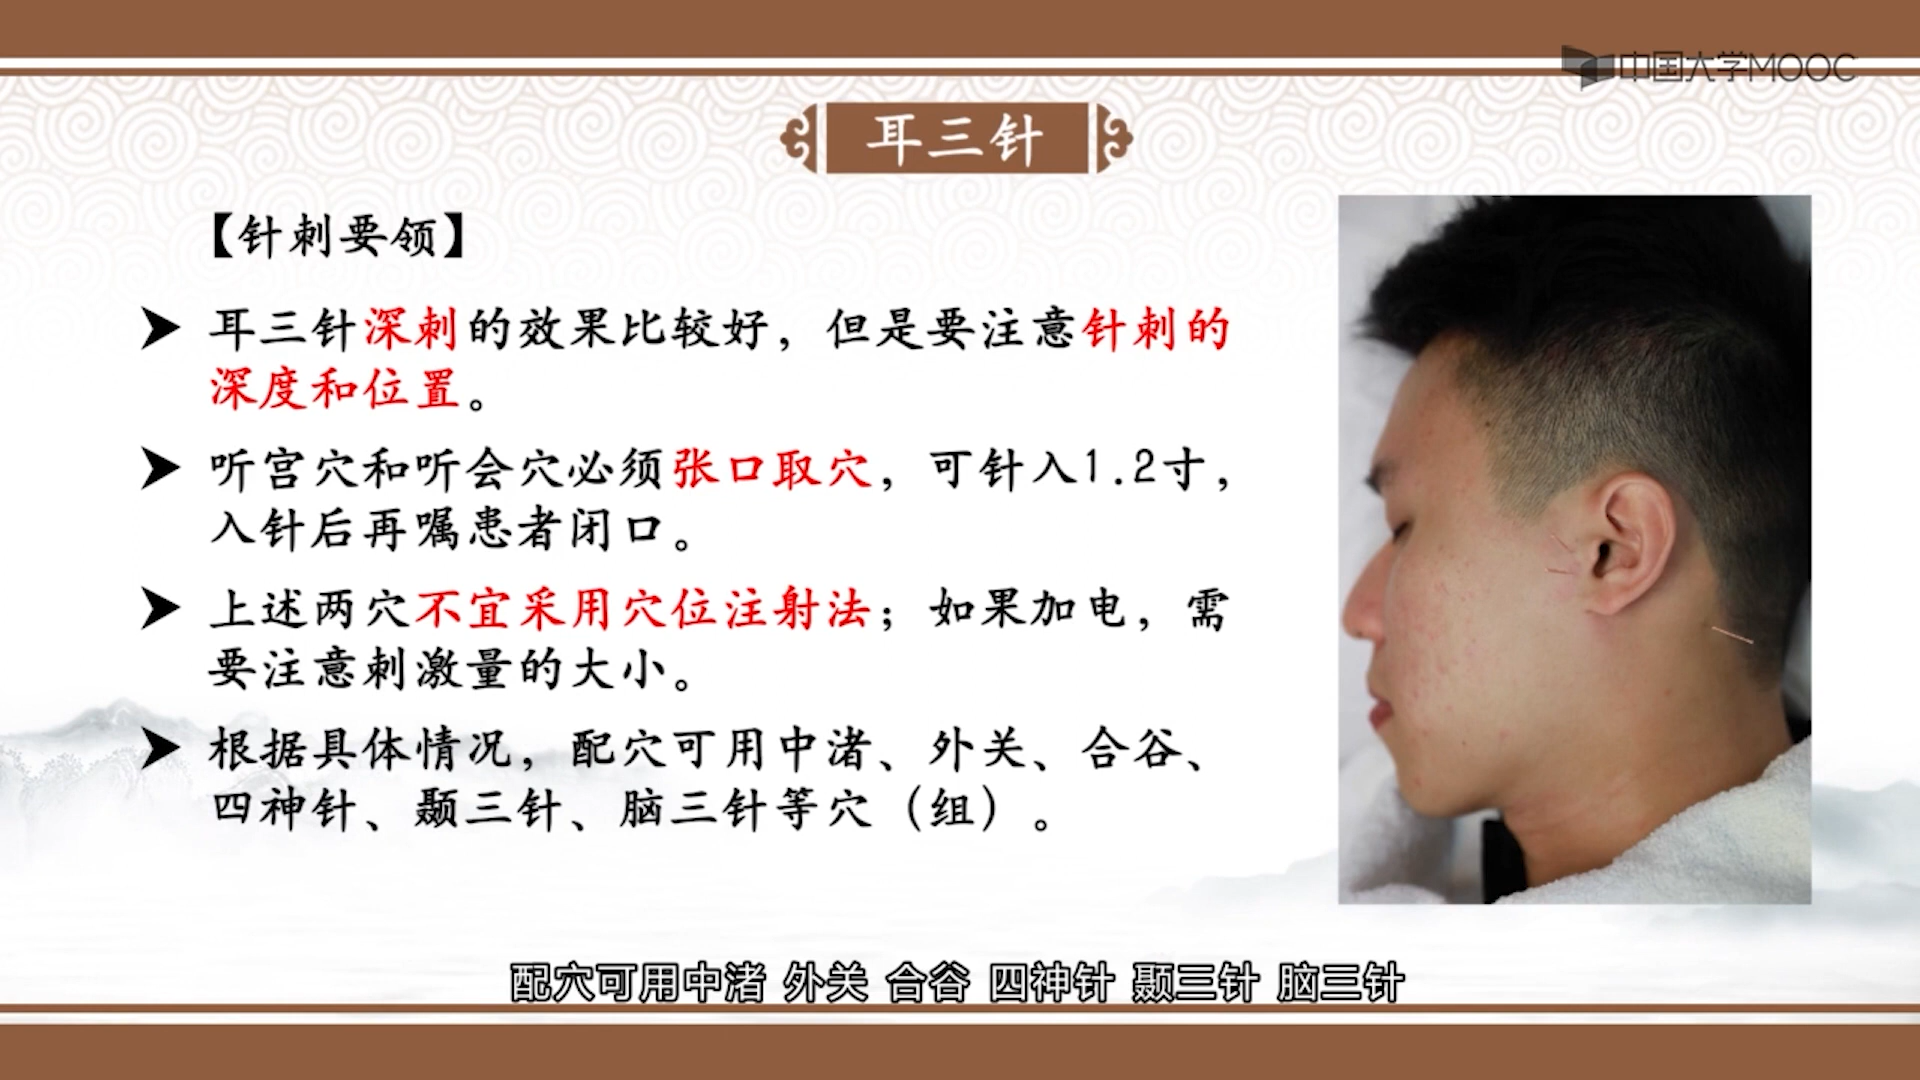 中国大学MOOC
耳三针
【针刺要领】
➤ 耳三针深刺的效果比较好，但是要注意针刺的
深度和位置。
➤ 听宫穴和听会穴必须张口取穴，可针入1.2寸，
入针后再嘱患者闭口。
➤ 上述两穴不宜采用穴位注射法；如果加电，需
要注意刺激量的大小。
➤ 根据具体情况，配穴可用中渚、外关、合谷、
四神针、颞三针、脑三针等穴（组）。
配穴可用中渚 外关 合谷 四神针 颞三针 脑三针